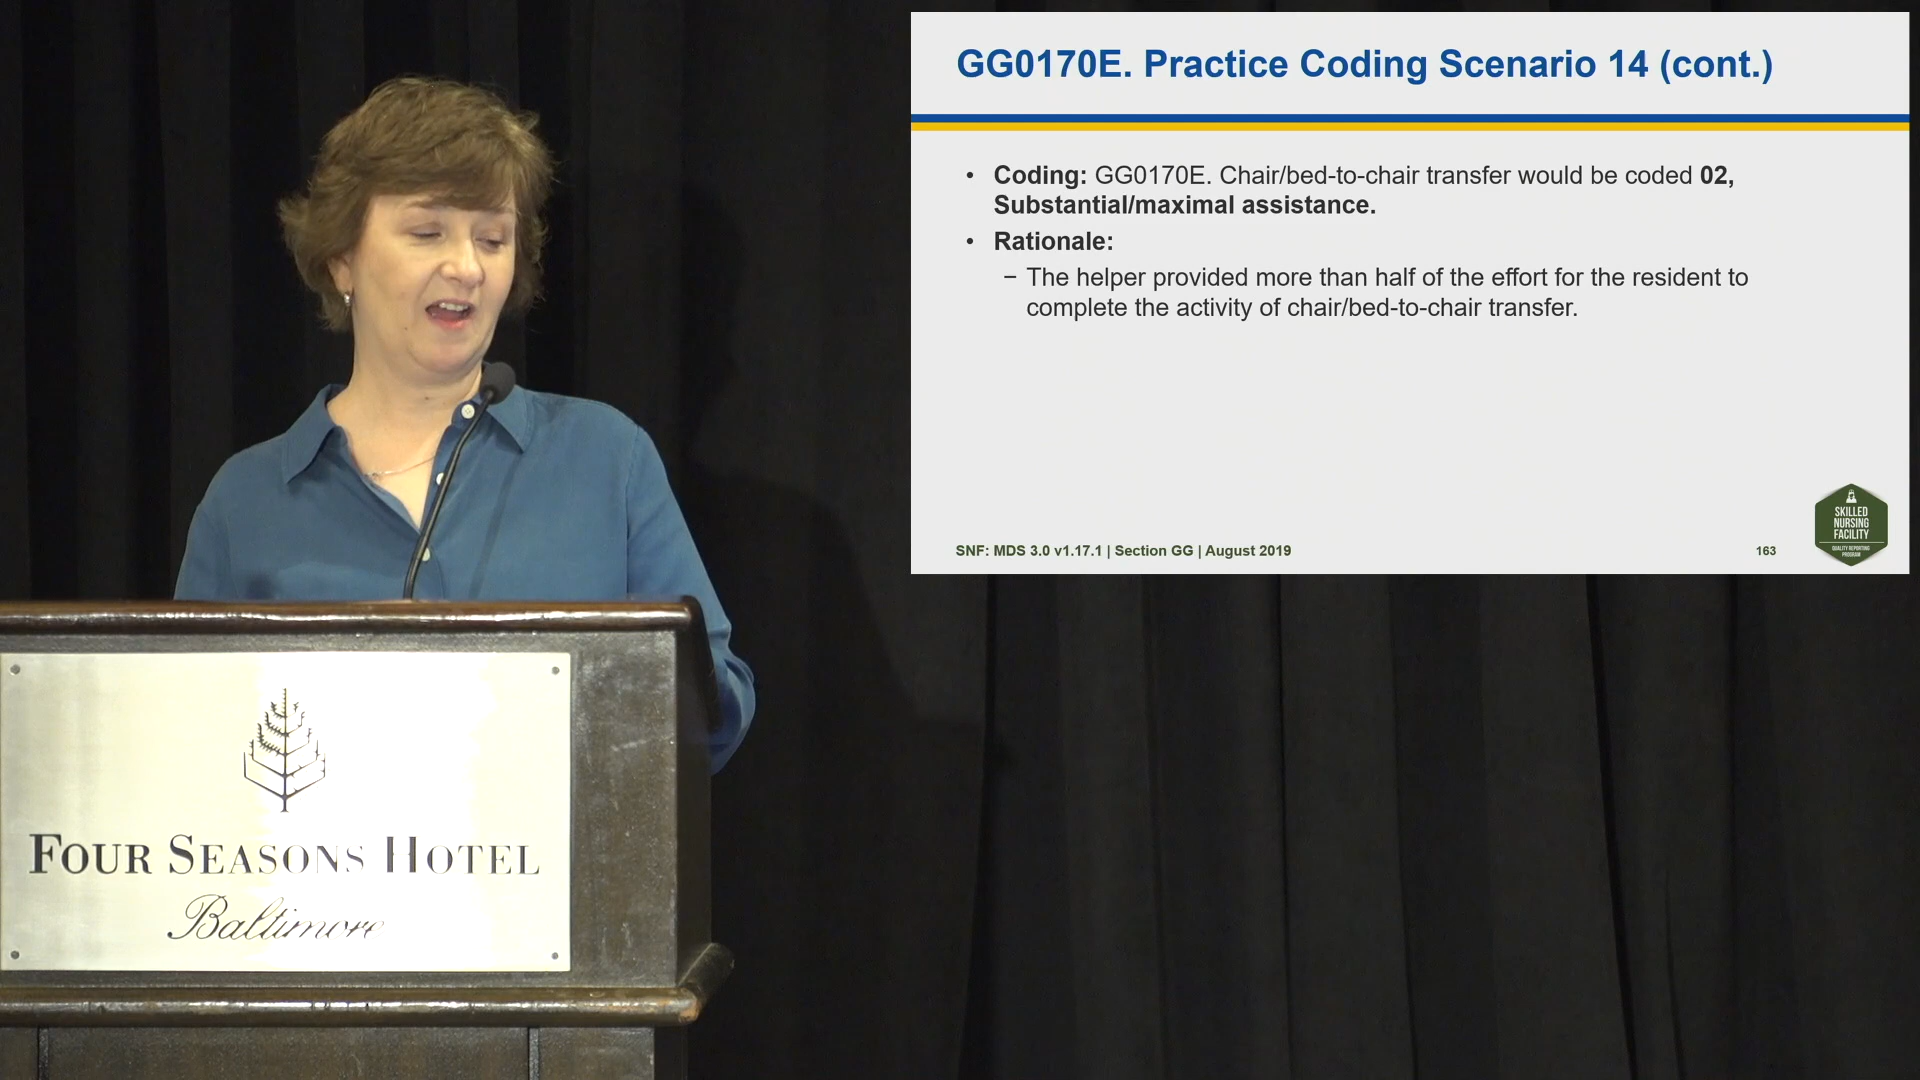 GG0170E. Practice Coding Scenario 14 (cont.)
• Coding: GG0170E. Chair/bed-to-chair transfer would be coded 02,
Substantial/maximal assistance.
• Rationale:
− The helper provided more than half of the effort for the resident to
complete the activity of chair/bed-to-chair transfer.
SKILLED
NURSING
FACILITY
QUALITY REPORTING
PROGRAM
SNF: MDS 3.0 v1.17.1 | Section GG | August 2019
163
FOUR SEASONS HOTEL
Baltimore